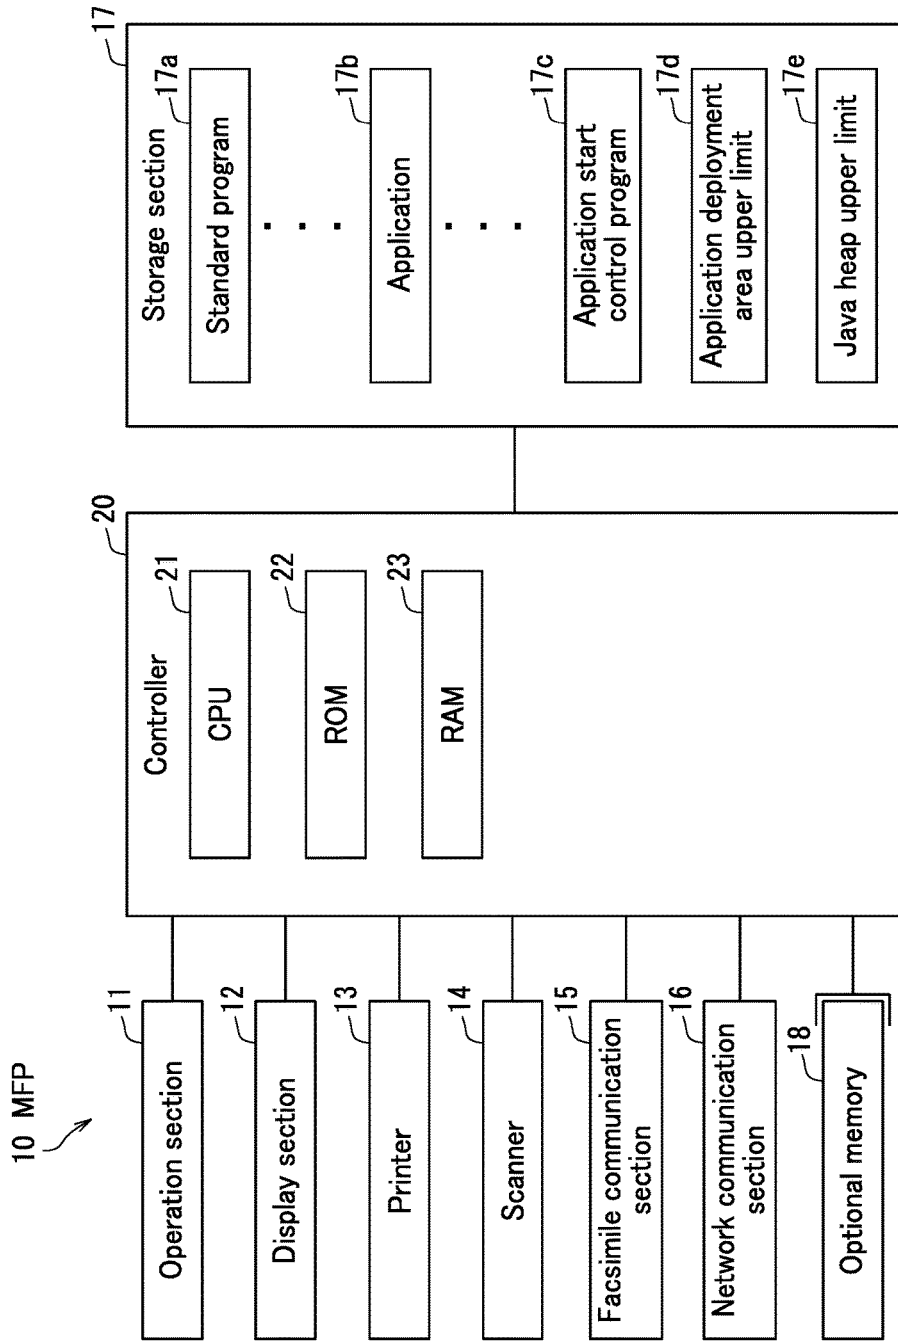 10 MFP
11
Operation section
12
Display section
13
Printer
14
Scanner
15
Facsimile communication
section
16
Network communication
section
18
Optional memory
20
Controller
21
CPU
22
ROM
23
RAM
17
Storage section
17a
Standard program
17b
Application
17c
Application start
control program
17d
Application deployment
area upper limit
17e
Java heap upper limit